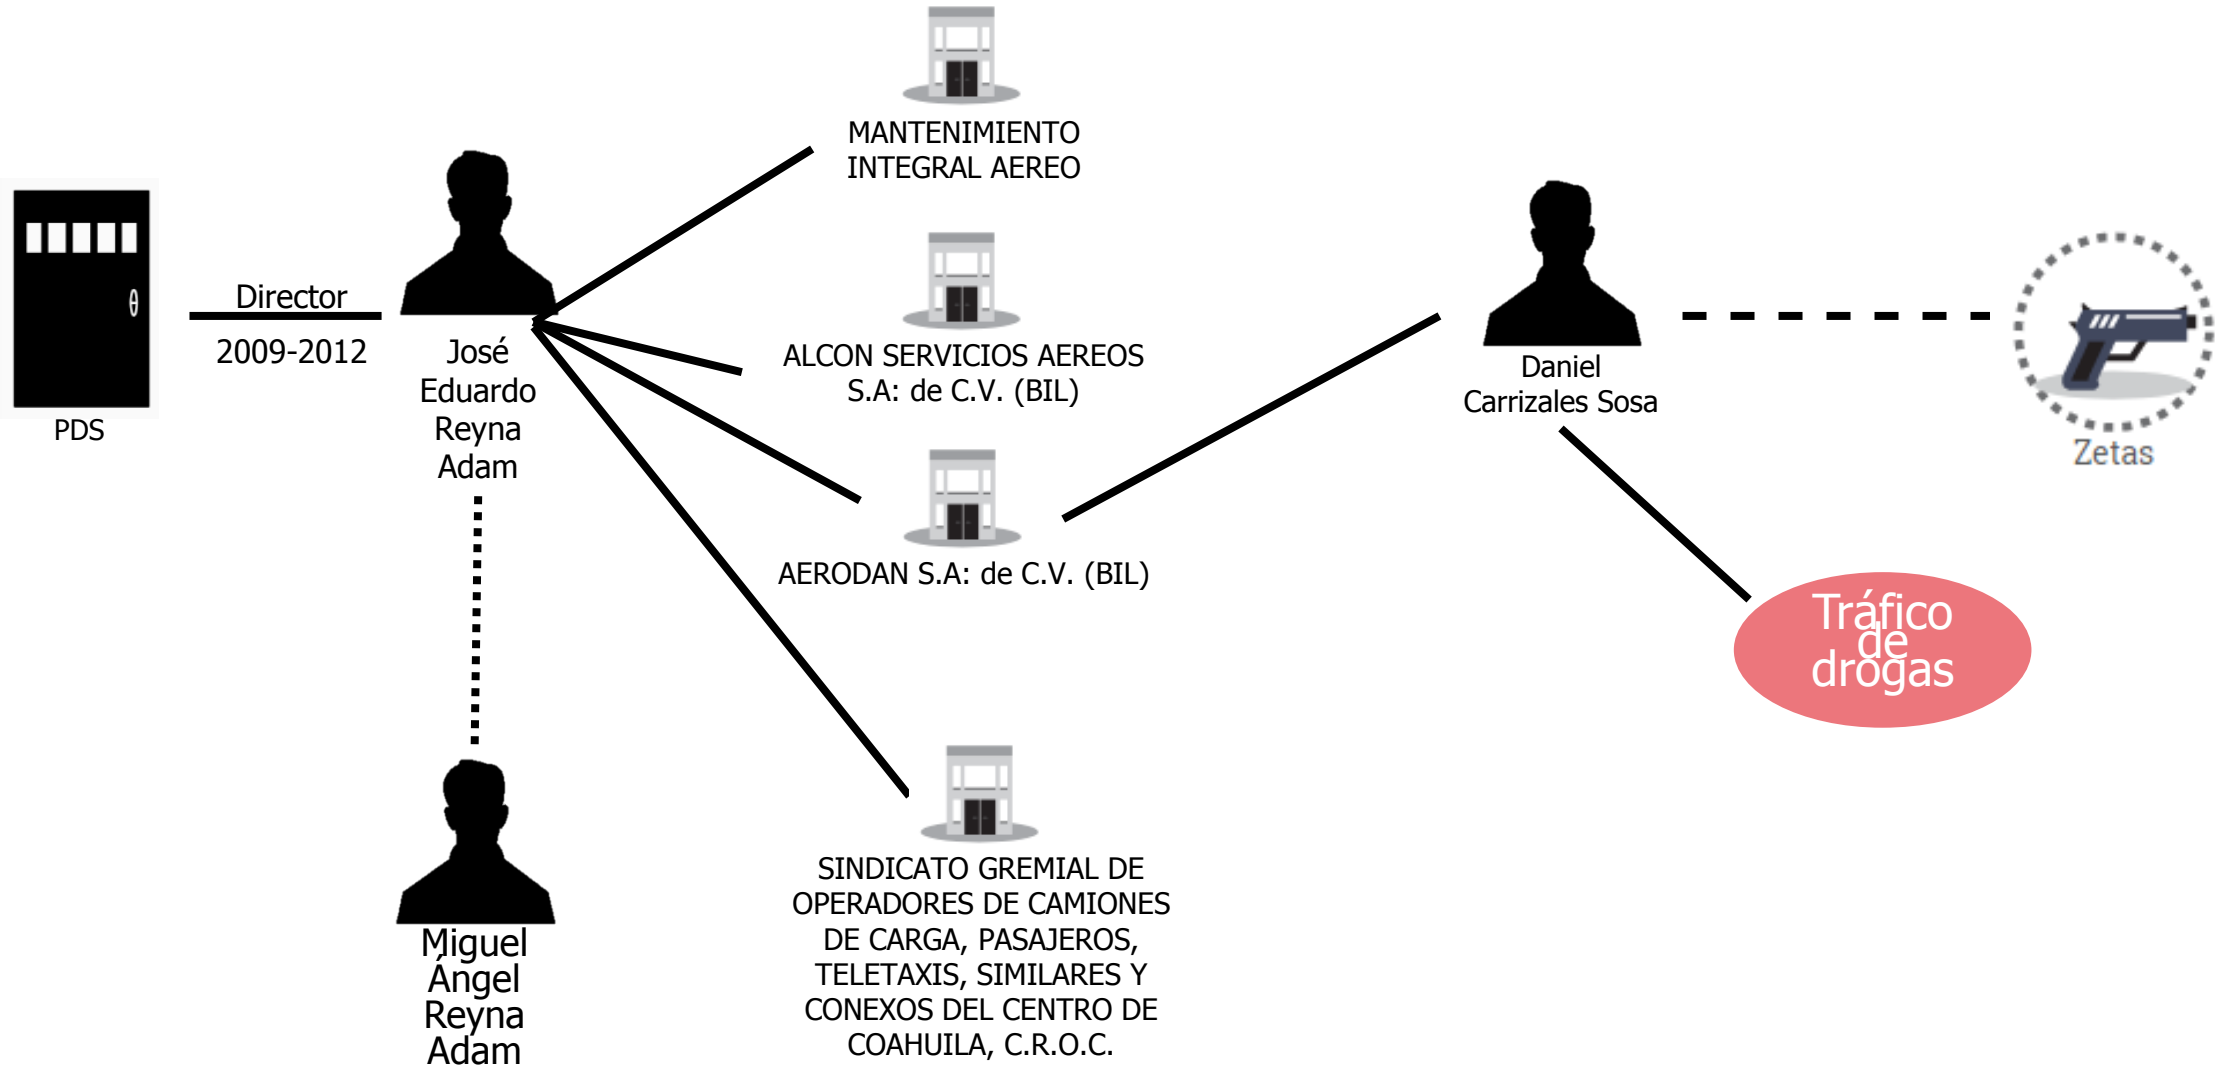 MANTENIMIENTO
INTEGRAL AEREO
Director
2009-2012
PDS
José
Eduardo
Reyna
Adam
ALCON SERVICIOS AEREOS
S.A: de C.V. (BIL)
Daniel
Carrizales Sosa
Zetas
AERODAN S.A: de C.V. (BIL)
Tráfico
de
drogas
Miguel
Ángel
Reyna
Adam
SINDICATO GREMIAL DE
OPERADORES DE CAMIONES
DE CARGA, PASAJEROS,
TELETAXIS, SIMILARES Y
CONEXOS DEL CENTRO DE
COAHUILA, C.R.O.C.